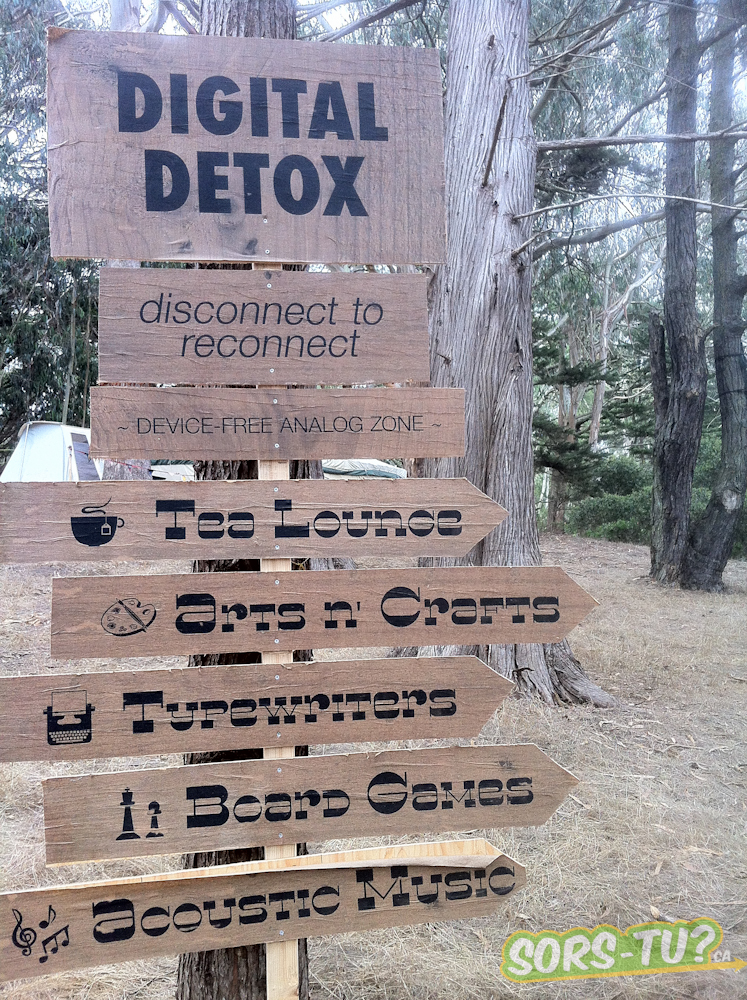 DIGITAL
DETOX
disconnect to
reconnect
~ DEVICE-FREE ANALOG ZONE ~
Tea Lounge
Arts n' Crafts
Typewriters
Board Games
Acoustic Music
SORS-TU?.CA